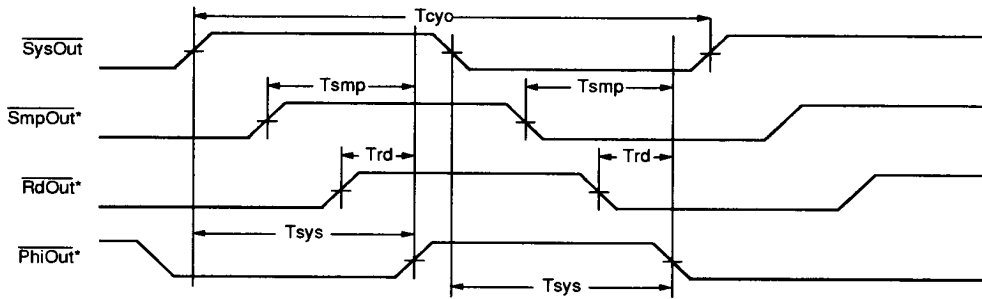 Tcyo
SysOut
Tsmp
Tsmp
SmpOut*
Trd
Trd
RdOut*
Tsys
PhiOut*
Tsys